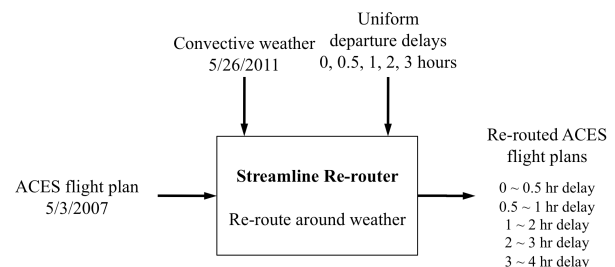 Convective weather
5/26/2011
Uniform
departure delays
0, 0.5, 1, 2, 3 hours
ACES flight plan
5/3/2007
Streamline Re-router
Re-route around weather
Re-routed ACES
flight plans
0 ~ 0.5 hr delay
0.5 ~ 1 hr delay
1 ~ 2 hr delay
2 ~ 3 hr delay
3 ~ 4 hr delay